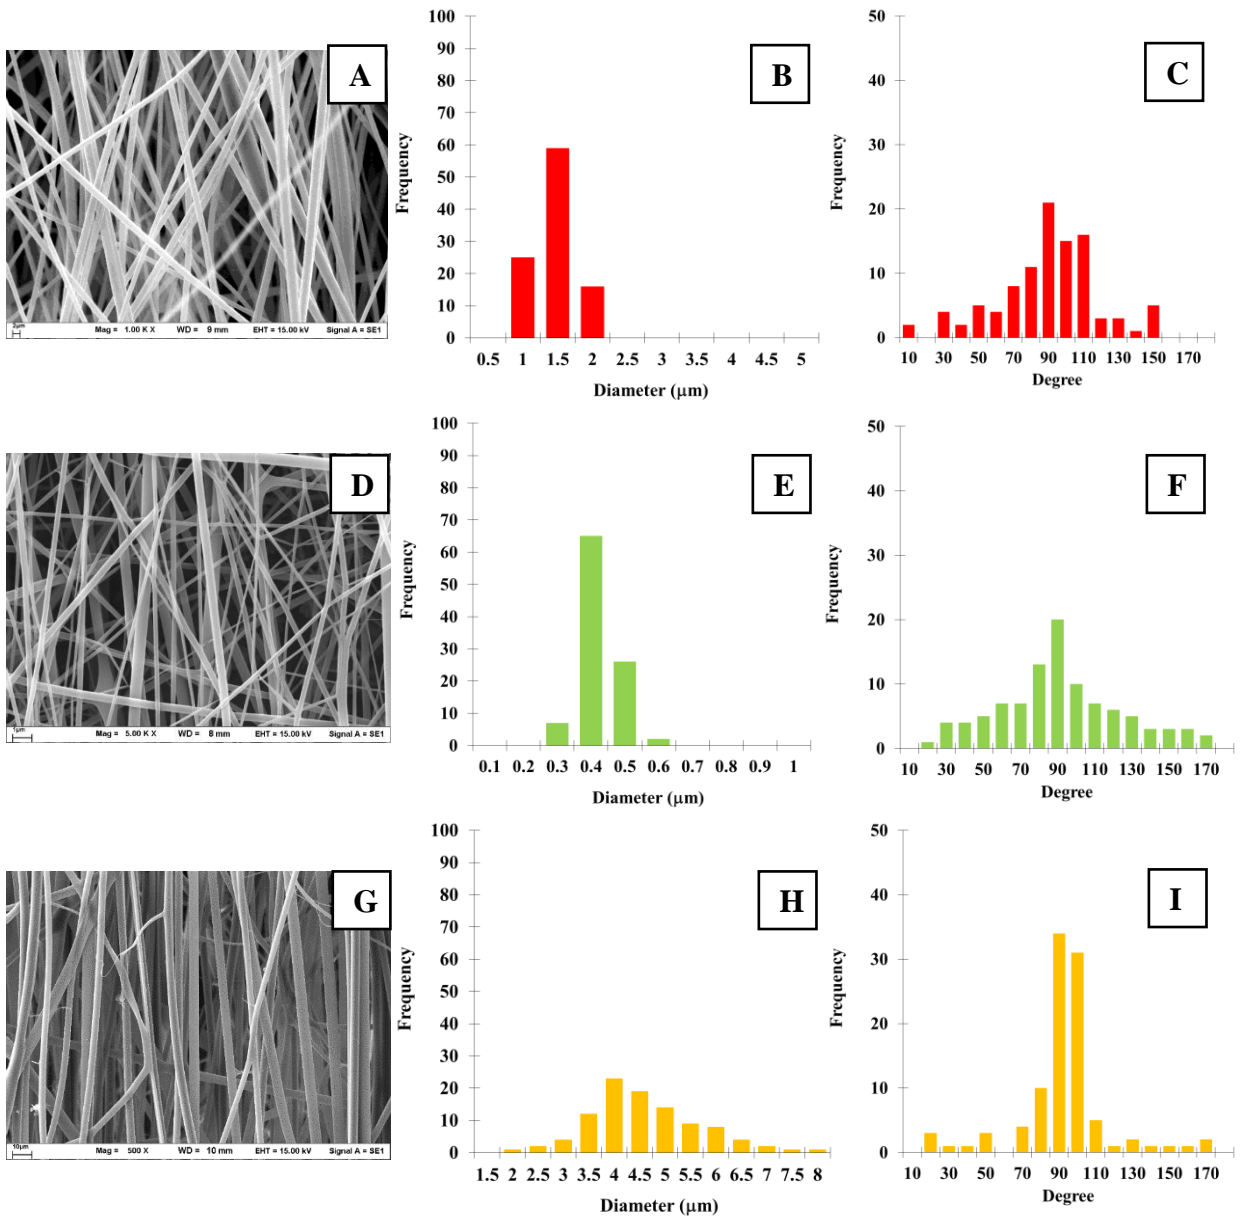 A
2µm
Mag = 1.00 K X WD = 9 mm EHT = 15.00 kV Signal A = SE1
B
100
90
80
70
60
50
40
30
20
10
0
Frequency
0.5 1 1.5 2 2.5 3 3.5 4 4.5 5
Diameter (µm)
C
50
40
30
20
10
0
Frequency
10 30 50 70 90 110 130 150 170
Degree
D
1µm
Mag = 5.00 K X WD = 8 mm EHT = 15.00 kV Signal A = SE1
E
100
90
80
70
60
50
40
30
20
10
0
Frequency
0.1 0.2 0.3 0.4 0.5 0.6 0.7 0.8 0.9 1
Diameter (µm)
F
50
40
30
20
10
0
Frequency
10 30 50 70 90 110 130 150 170
Degree
G
10µm
Mag = 500 X WD = 10 mm EHT = 15.00 kV Signal A = SE1
H
100
90
80
70
60
50
40
30
20
10
0
Frequency
1.5 2 2.5 3 3.5 4 4.5 5 5.5 6 6.5 7 7.5 8
Diameter (µm)
I
50
40
30
20
10
0
Frequency
10 30 50 70 90 110 130 150 170
Degree